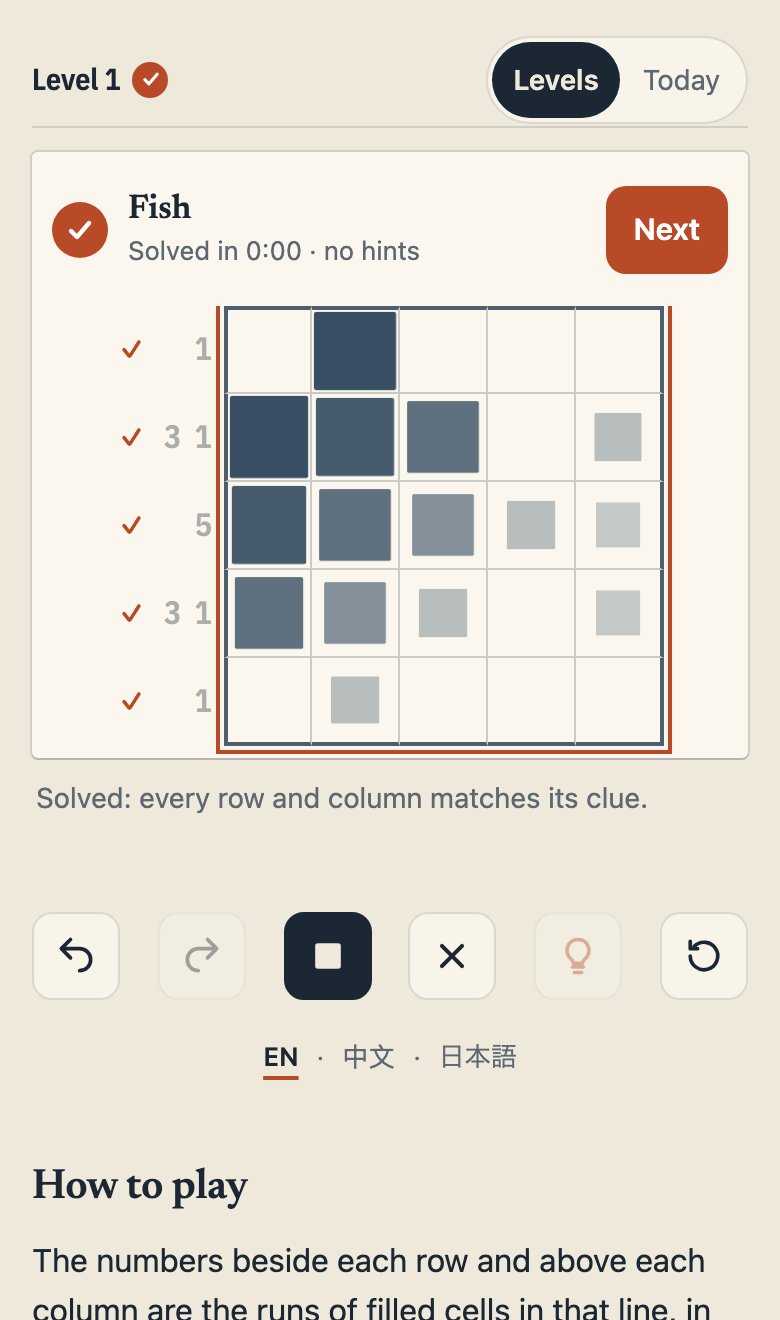 Level 1
Levels
Today
Fish
Solved in 0:00 · no hints
Next
1
3 1
5
3 1
1
Solved: every row and column matches its clue.
EN · 中文 · 日本語
How to play
The numbers beside each row and above each
column are the runs of filled cells in that line, in